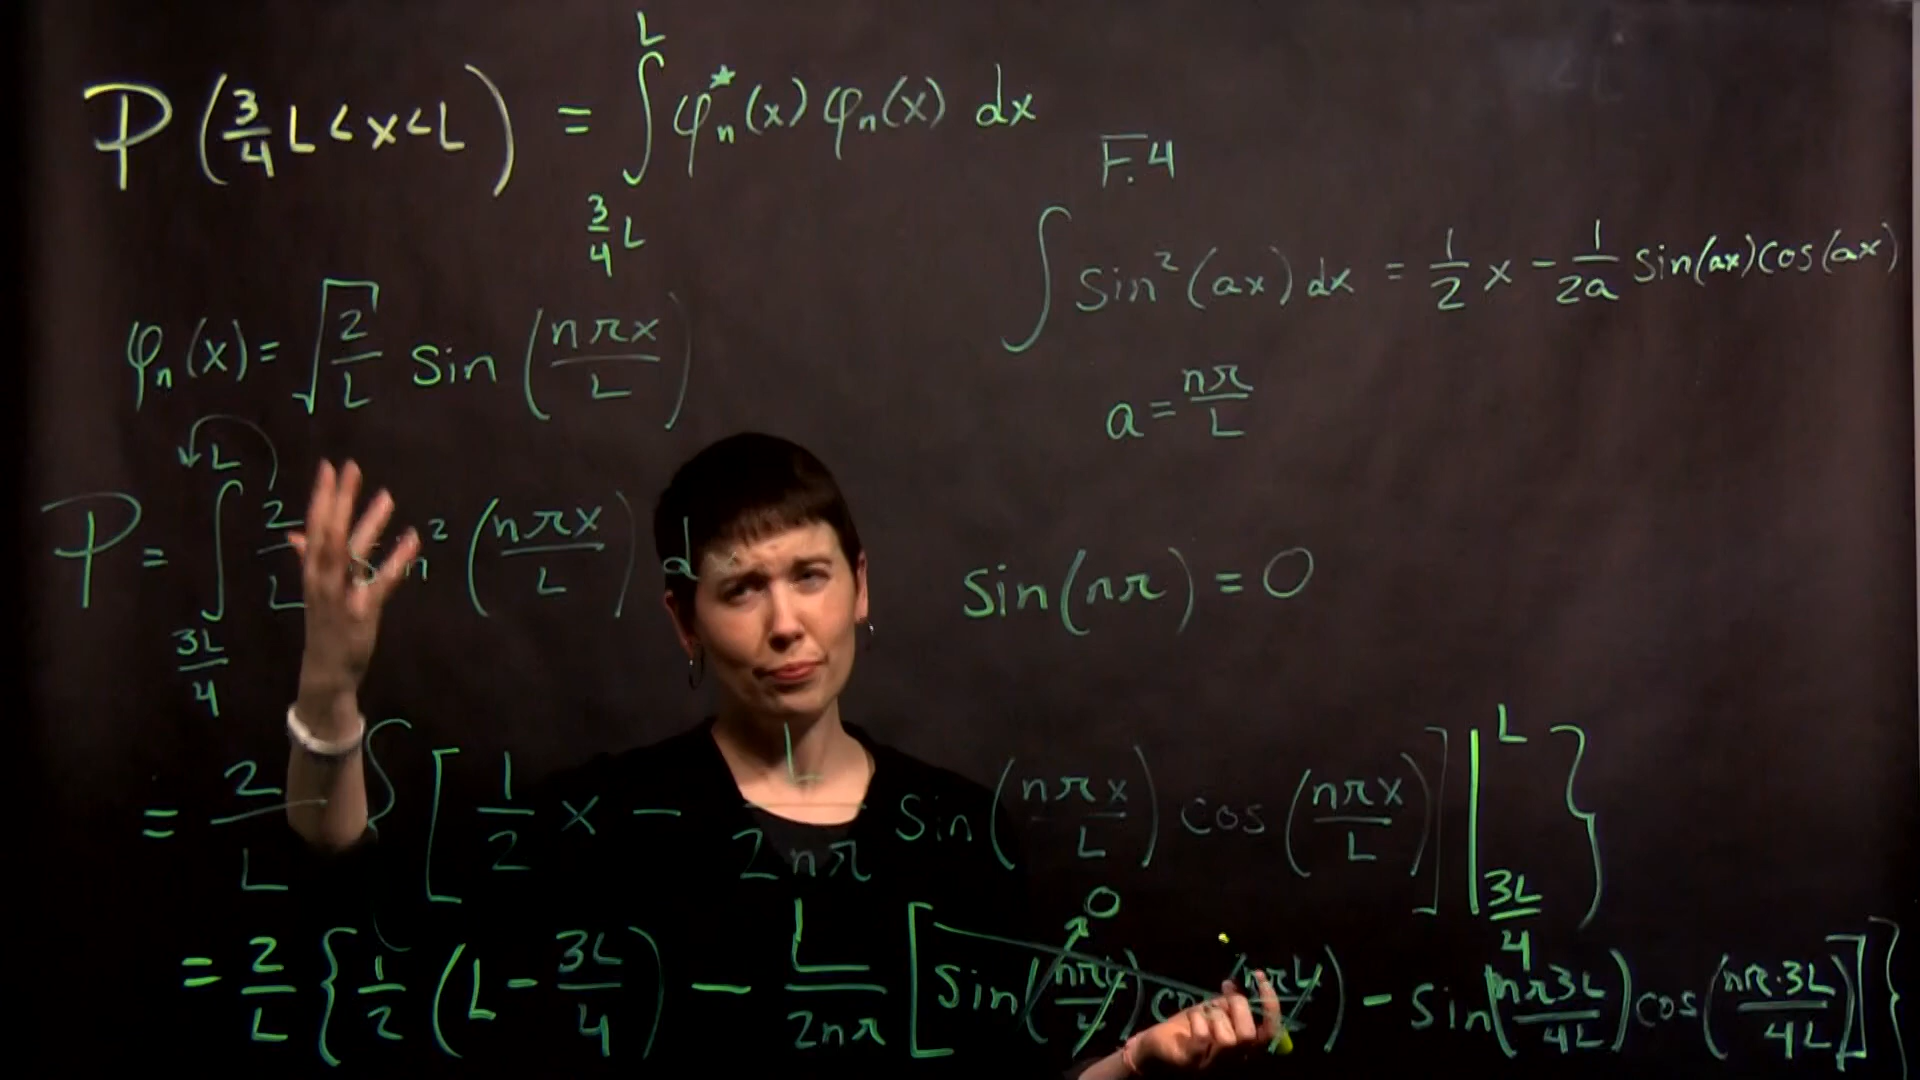 P(3/4 L < x < L) = ∫_{3/4 L}^{L} φ*ₙ(x) φₙ(x) dx
F.4
∫ Sin²(ax) dx = 1/2 x - 1/2a Sin(ax) Cos(ax)
φₙ(x) = √(2/L) Sin (nπx/L)
a = nπ/L
P = ∫_{3L/4}^{L} 2/L Sin² (nπx/L) dx
Sin(nπ) = 0
= 2/L { [ 1/2 x - L/2nπ Sin(nπx/L) cos(nπx/L) ] |_{3L/4}^{L} }
= 2/L { 1/2 (L - 3L/4) - L/2nπ [ Sin(nπL/L) cos(nπL/L) → 0 - Sin(nπ3L/4L) cos(nπ·3L/4L) ] }